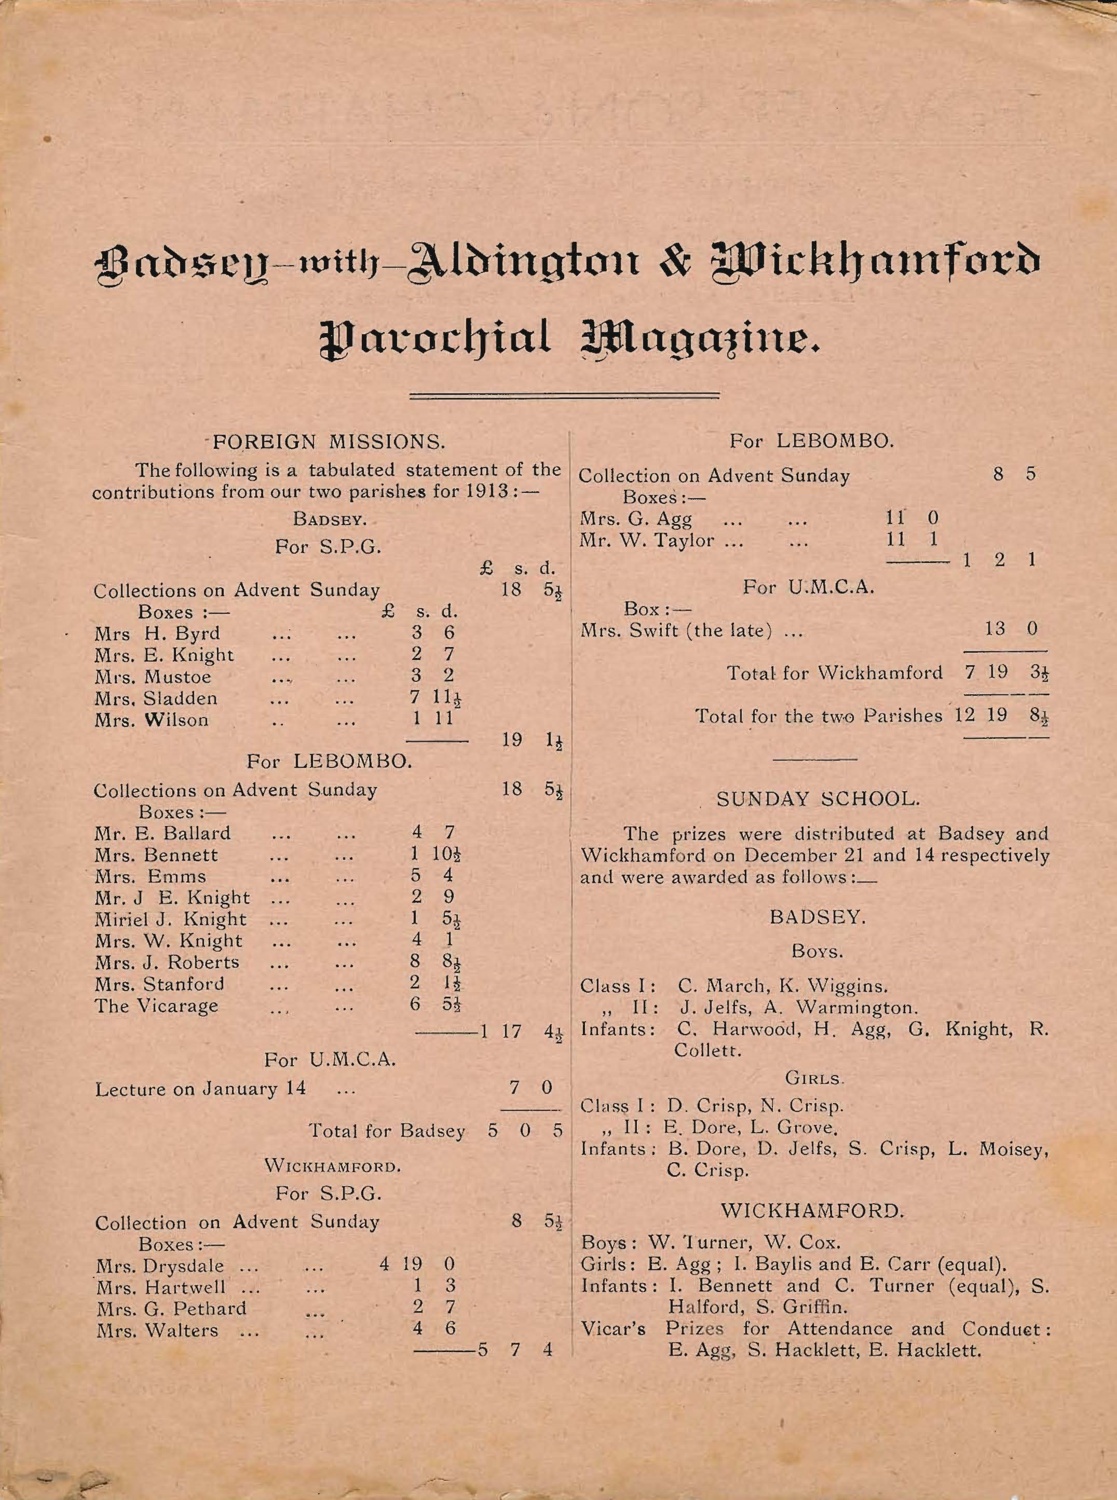 Badsey-with-Aldington & Wickhamford
Parochial Magazine.
FOREIGN MISSIONS.
The following is a tabulated statement of the
contributions from our two parishes for 1913:—
BADSEY.
For S.P.G.
£ s. d.
Collections on Advent Sunday 18 5½
Boxes :— £ s. d.
Mrs H. Byrd ... ... 3 6
Mrs. E. Knight ... ... 2 7
Mrs. Mustoe ... ... 3 2
Mrs. Sladden ... ... 7 11½
Mrs. Wilson .. ... 1 11
19 1½
For LEBOMBO.
Collections on Advent Sunday 18 5½
Boxes :—
Mr. E. Ballard ... ... 4 7
Mrs. Bennett ... ... 1 10½
Mrs. Emms ... ... 5 4
Mr. J E. Knight ... ... 2 9
Miriel J. Knight ... ... 1 5½
Mrs. W. Knight ... ... 4 1
Mrs. J. Roberts ... ... 8 8½
Mrs. Stanford ... ... 2 1½
The Vicarage ... ... 6 5½
1 17 4½
For U.M.C.A.
Lecture on January 14 ... 7 0
Total for Badsey 5 0 5
WICKHAMFORD.
For S.P.G.
Collection on Advent Sunday 8 5½
Boxes:—
Mrs. Drysdale ... ... 4 19 0
Mrs. Hartwell ... ... 1 3
Mrs. G. Pethard ... 2 7
Mrs. Walters ... ... 4 6
5 7 4
For LEBOMBO.
Collection on Advent Sunday 8 5
Boxes:—
Mrs. G. Agg ... ... 11 0
Mr. W. Taylor ... ... 11 1
1 2 1
For U.M.C.A.
Box:—
Mrs. Swift (the late) ... 13 0
Total for Wickhamford 7 19 3½
Total for the two Parishes 12 19 8½
SUNDAY SCHOOL.
The prizes were distributed at Badsey and
Wickhamford on December 21 and 14 respectively
and were awarded as follows:—
BADSEY.
BOYS.
Class I: C. March, K. Wiggins.
„ II: J. Jelfs, A. Warmington.
Infants: C. Harwood, H. Agg, G. Knight, R.
Collett.
GIRLS.
Class I: D. Crisp, N. Crisp.
„ II: E. Dore, L. Grove.
Infants: B. Dore, D. Jelfs, S. Crisp, L. Moisey,
C. Crisp.
WICKHAMFORD.
Boys: W. Turner, W. Cox.
Girls: E. Agg; I. Baylis and E. Carr (equal).
Infants: I. Bennett and C. Turner (equal), S.
Halford, S. Griffin.
Vicar's Prizes for Attendance and Conduct:
E. Agg, S. Hacklett, E. Hacklett.